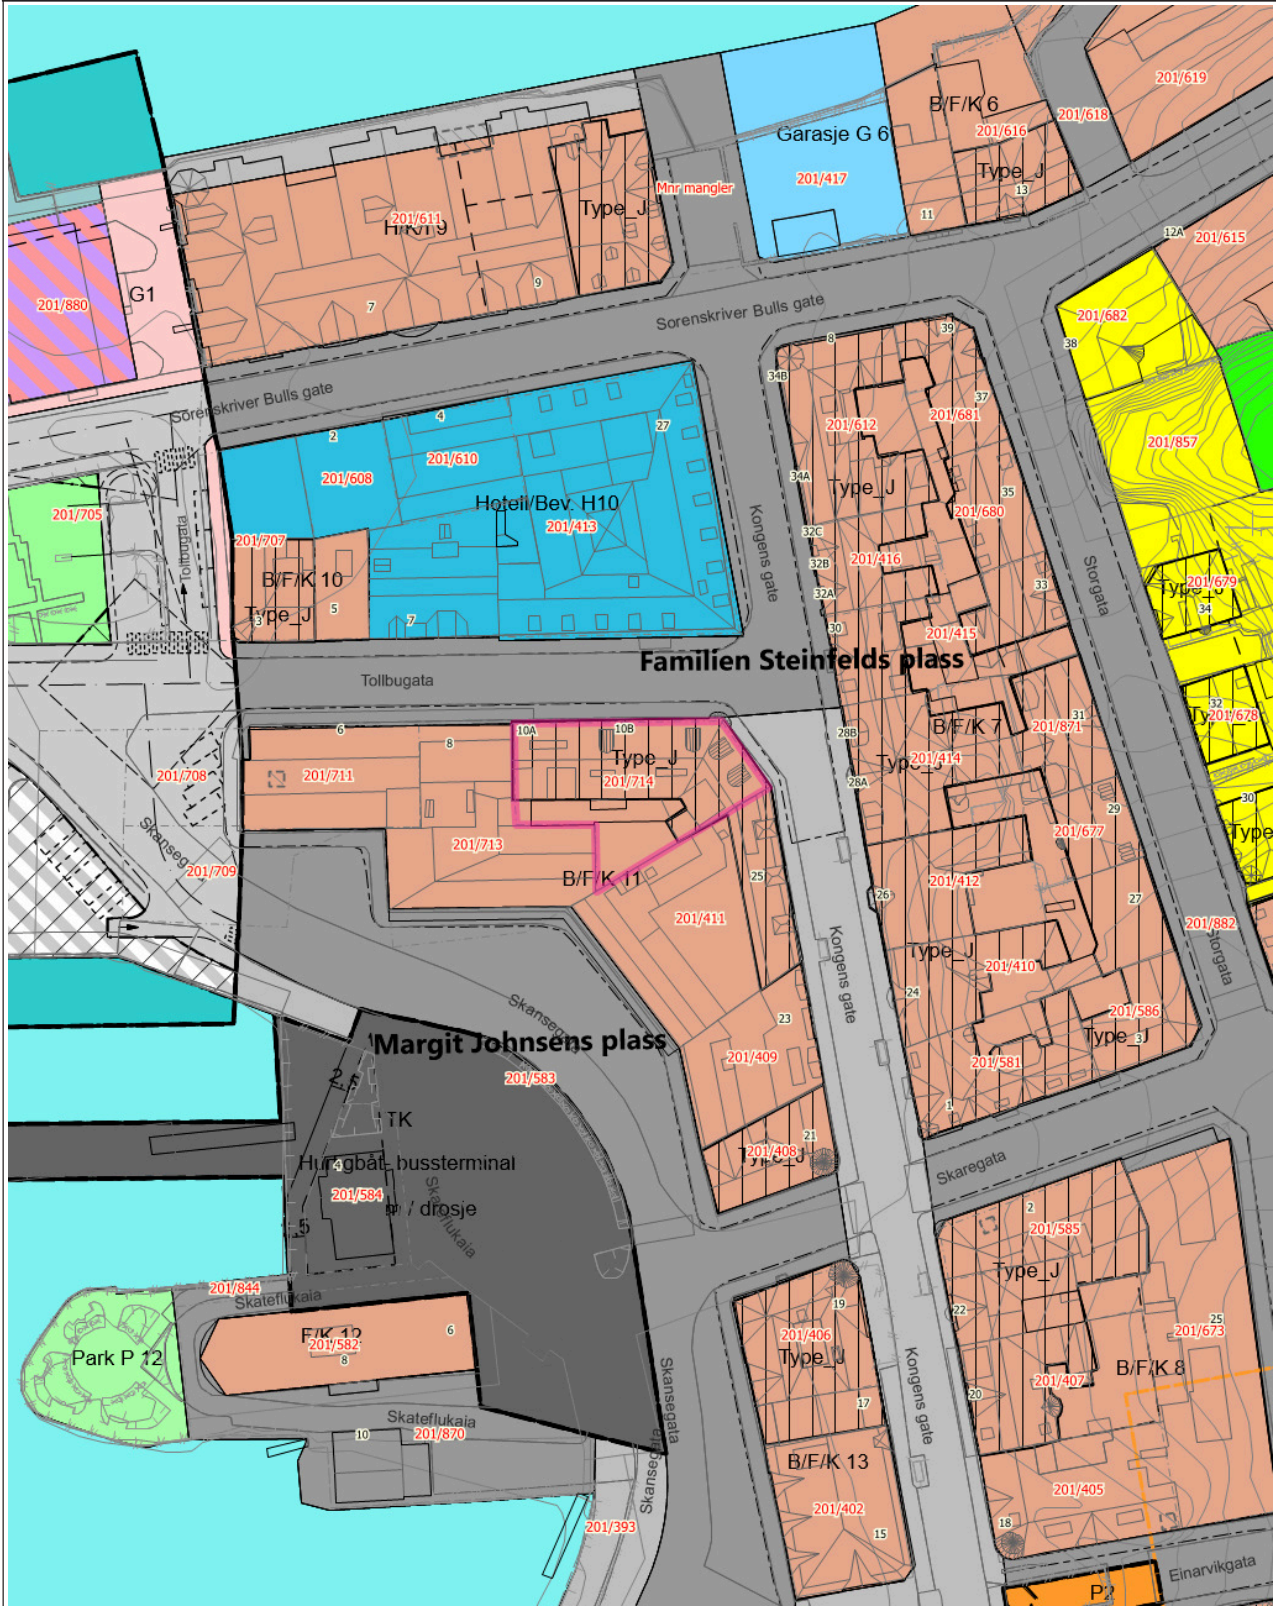 201/619
B/F/K 6
201/616
201/618
Garasje G 6
201/417
Type_J
13
11
Mnr mangler
Type_J
201/611
9
7
12A
201/615
201/880
G1
Sorenskriver Bulls gate
Sorenskriver Bulls gate
8
39
201/682
38
34B
37
201/612
201/681
2
4
27
201/608
201/610
201/857
Hotell/Bev. H10
201/413
34A
Type_J
35
201/680
201/705
Tollbugata
201/707
B/F/K 10
Type_J
3
5
7
Kongens gate
32C
201/416
32B
32A
30
33
Storgata
201/679
34
201/415
Familien Steinfelds plass
Tollbugata
32
201/678
31
201/871
6
8
10A
10B
Type_J
201/714
28B
B/F/K 7
201/414
28A
201/708
201/711
30
Type
29
201/677
Skansegata
201/709
201/713
B/F/K 11
25
201/411
201/412
26
27
201/882
Storgata
Type_J
201/410
Kongens gate
24
201/586
3
Type_J
201/581
1
23
201/409
Skansegata
Margit Johnsens plass
201/583
TK
Hurtigbåt- bussterminal
4
201/584
m / drosje
Skateflukaia
21
201/408
Skaregata
2
201/585
Type_J
201/844
Skateflukaia
201/582
8
6
Park P 12
19
201/406
Type_J
17
22
25
201/673
B/F/K 8
201/407
20
Kongens gate
Skansegata
Skateflukaia
10
201/870
Skansegata
B/F/K 13
201/402
15
201/405
18
201/393
Einarvikgata
P2